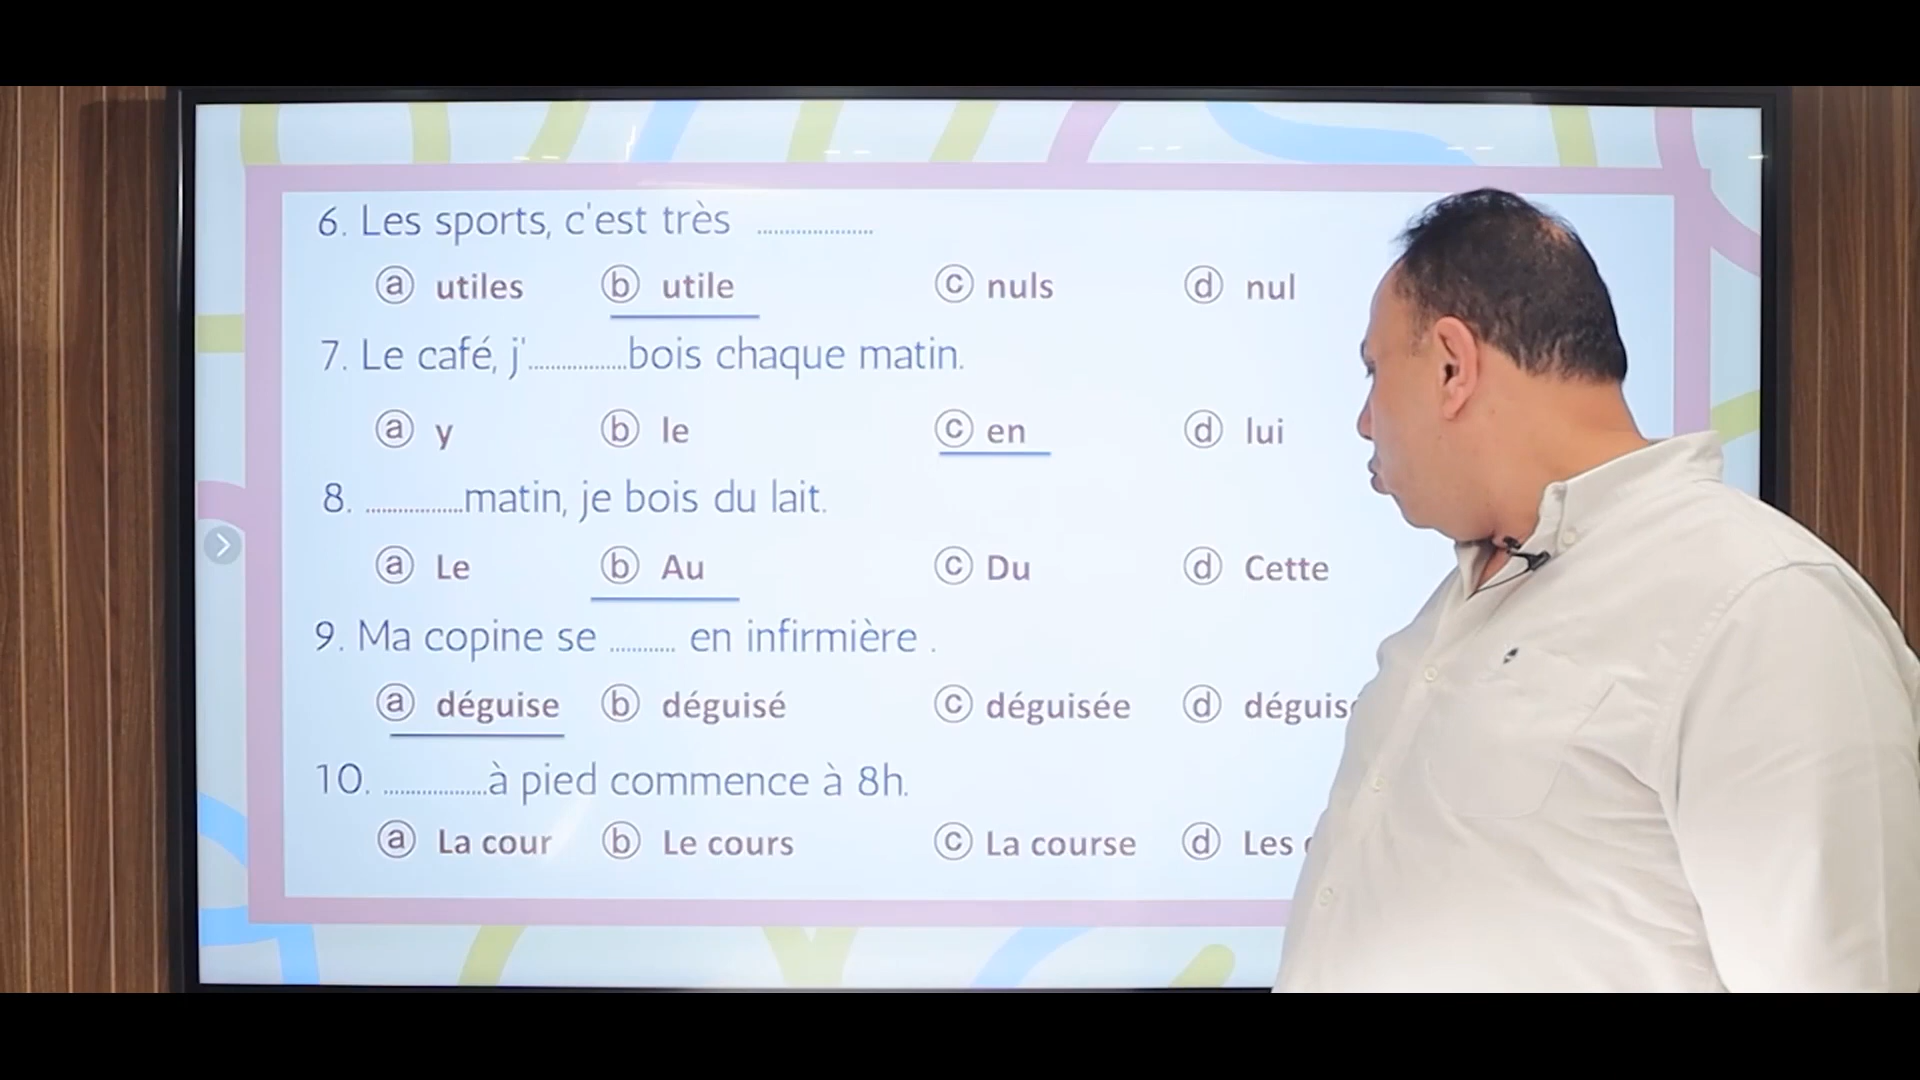 6. Les sports, c'est très ....................
ⓐ utiles ⓑ utile ⓒ nuls ⓓ nul
7. Le café, j'.................bois chaque matin.
ⓐ y ⓑ le ⓒ en ⓓ lui
8. .................matin, je bois du lait.
ⓐ Le ⓑ Au ⓒ Du ⓓ Cette
9. Ma copine se ............ en infirmière .
ⓐ déguise ⓑ déguisé ⓒ déguisée ⓓ
10. ..................à pied commence à 8h.
ⓐ La cour ⓑ Le cours ⓒ La course ⓓ Les